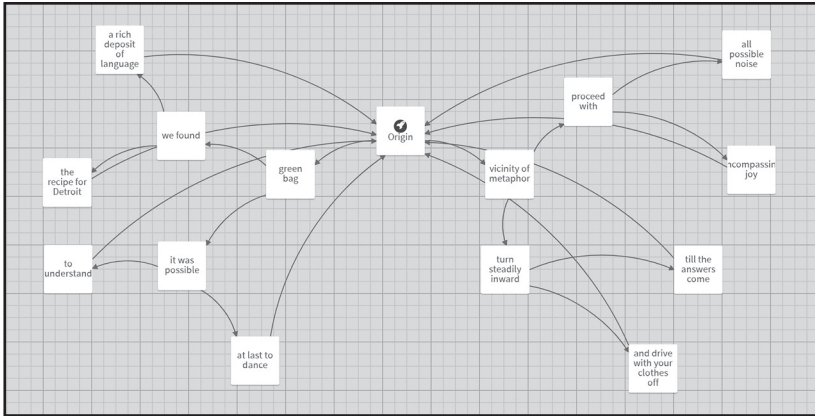 a rich
deposit
of
language
all
possible
noise
proceed
with
Origin
we found
green
bag
vicinity of
metaphor
the
recipe for
Detroit
ncompassin
joy
to
understand
it was
possible
turn
steadily
inward
till the
answers
come
at last to
dance
and drive
with your
clothes
off